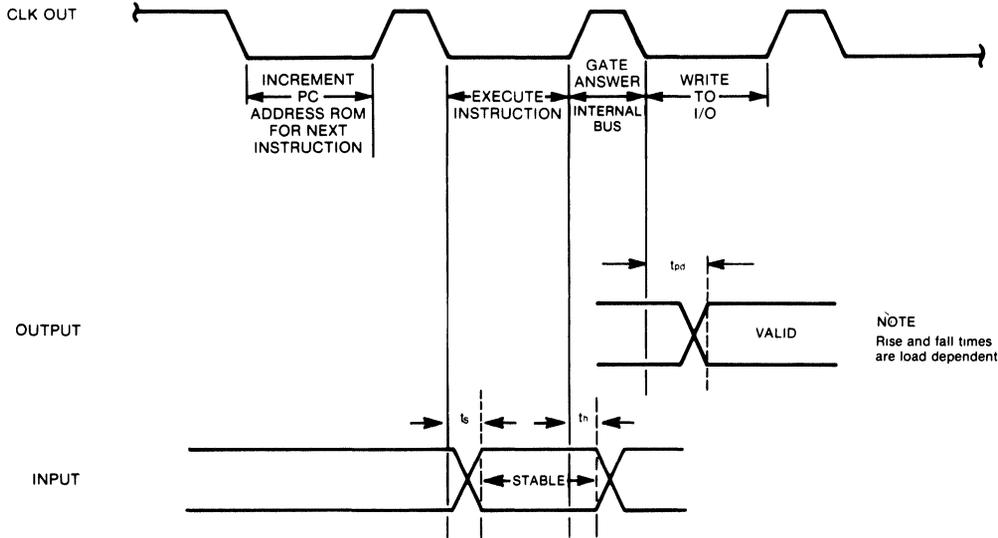 CLK OUT
INCREMENT
PC
ADDRESS ROM
FOR NEXT
INSTRUCTION
EXECUTE
INSTRUCTION
GATE
ANSWER
INTERNAL
BUS
WRITE
TO
I/O
tpd
OUTPUT
VALID
NOTE
Rise and fall times
are load dependent
ts
th
INPUT
STABLE